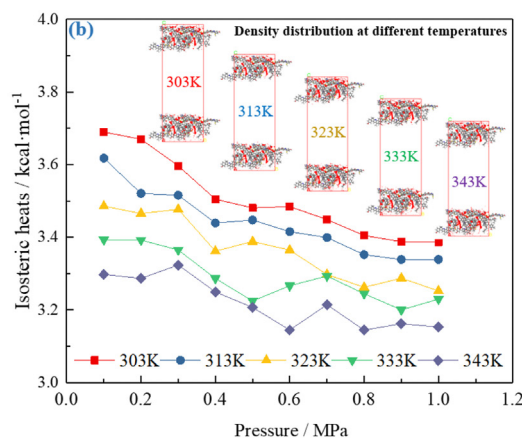 (b) Density distribution at different temperatures
303K
313K
323K
333K
343K
Isosteric heats / kcal·mol⁻¹
4.0
3.8
3.6
3.4
3.2
3.0
303K 313K 323K 333K 343K
0.0 0.2 0.4 0.6 0.8 1.0 1.2
Pressure / MPa